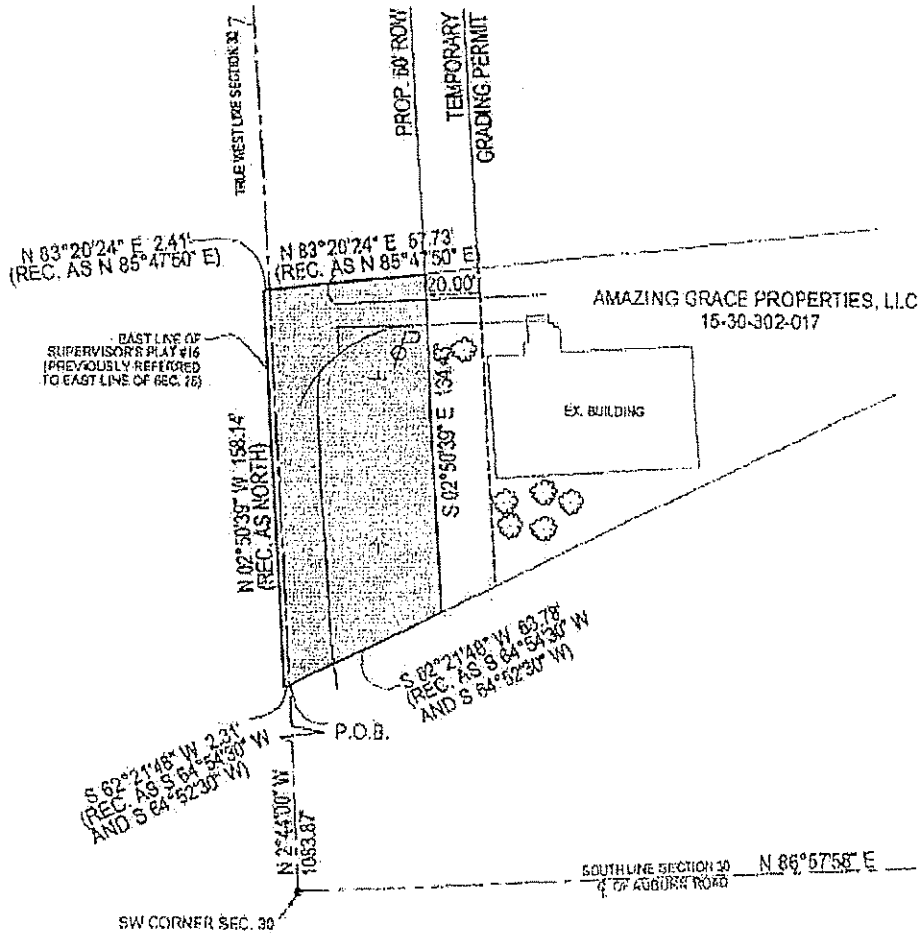 TRUE WEST LINE SECTION 30
PROP. 60' ROW
TEMPORARY
GRADING PERMIT
N 83°20'24" E 2.41'
(REC. AS N 85°47'50" E)
N 83°20'24" E 57.73'
(REC. AS N 85°47'50" E)
20.00'
AMAZING GRACE PROPERTIES, LLC
15-30-302-017
EAST LINE OF
SUPERVISOR'S PLAT #16
(PREVIOUSLY REFERRED
TO EAST LINE OF SEC. 25)
EX. BUILDING
N 02°50'39" W 158.14'
(REC. AS NORTH)
S 02°50'39" E
S 62°21'48" W 63.78'
(REC. AS S 64°54'30" W
AND S 64°52'30" W)
P.O.B.
S 62°21'48" W 2.31'
(REC. AS S 64°54'30" W
AND S 64°52'30" W)
N 2°44'00" W
1053.87'
SOUTH LINE SECTION 30
OF AUBURN ROAD
N 86°57'58" E
SW CORNER SEC. 30